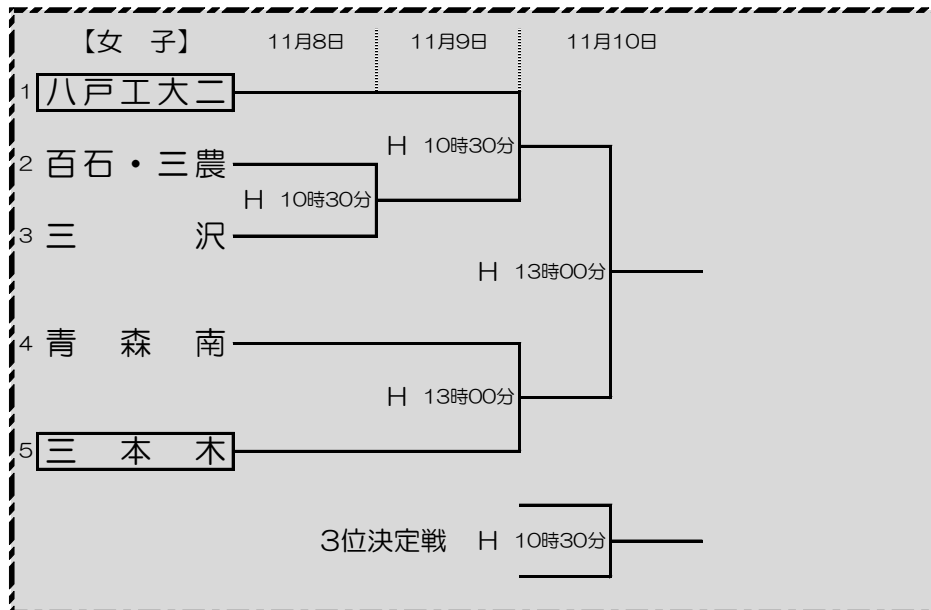 【女　子】 11月8日 11月9日 11月10日
1 八戸工大二
H 10時30分
2 百石・三農
H 10時30分
3 三　沢
H 13時00分
4 青　森　南
H 13時00分
5 三　本　木
3位決定戦 H 10時30分